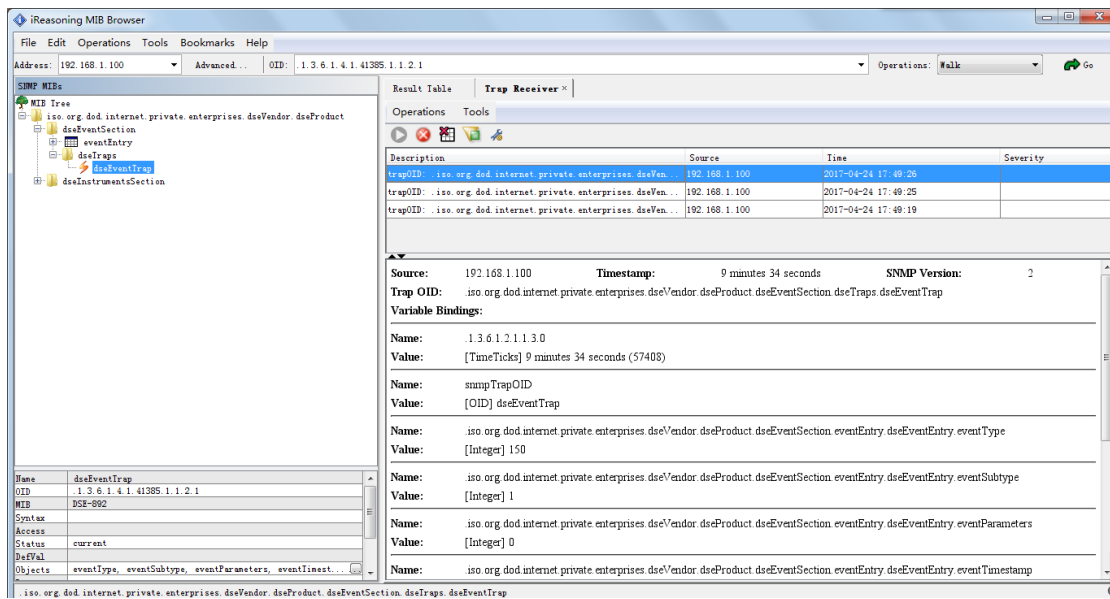 iReasoning MIB Browser
File Edit Operations Tools Bookmarks Help
Address: 192.168.1.100 Advanced... OID: .1.3.6.1.4.1.41385.1.1.2.1 Operations: Walk Go
SNMP MIBs
MIB Tree
iso.org.dod.internet.private.enterprises.dseVendor.dseProduct
dseEventSection
eventEntry
dseTraps
dseEventTrap
dseInstrumentsSection
Name dseEventTrap
OID .1.3.6.1.4.1.41385.1.1.2.1
MIB DSE-892
Syntax
Access
Status current
DefVal
Objects eventType, eventSubtype, eventParameters, eventTimest... ...
Result Table Trap Receiver ×
Operations Tools
Description Source Time Severity
trapOID: .iso.org.dod.internet.private.enterprises.dseVen... 192.168.1.100 2017-04-24 17:49:26
trapOID: .iso.org.dod.internet.private.enterprises.dseVen... 192.168.1.100 2017-04-24 17:49:25
trapOID: .iso.org.dod.internet.private.enterprises.dseVen... 192.168.1.100 2017-04-24 17:49:19
Source: 192.168.1.100 Timestamp: 9 minutes 34 seconds SNMP Version: 2
Trap OID: .iso.org.dod.internet.private.enterprises.dseVendor.dseProduct.dseEventSection.dseTraps.dseEventTrap
Variable Bindings:
Name: .1.3.6.1.2.1.1.3.0
Value: [TimeTicks] 9 minutes 34 seconds (57408)
Name: snmpTrapOID
Value: [OID] dseEventTrap
Name: .iso.org.dod.internet.private.enterprises.dseVendor.dseProduct.dseEventSection.eventEntry.dseEventEntry.eventType
Value: [Integer] 150
Name: .iso.org.dod.internet.private.enterprises.dseVendor.dseProduct.dseEventSection.eventEntry.dseEventEntry.eventSubtype
Value: [Integer] 1
Name: .iso.org.dod.internet.private.enterprises.dseVendor.dseProduct.dseEventSection.eventEntry.dseEventEntry.eventParameters
Value: [Integer] 0
Name: .iso.org.dod.internet.private.enterprises.dseVendor.dseProduct.dseEventSection.eventEntry.dseEventEntry.eventTimestamp
.iso.org.dod.internet.private.enterprises.dseVendor.dseProduct.dseEventSection.dseTraps.dseEventTrap